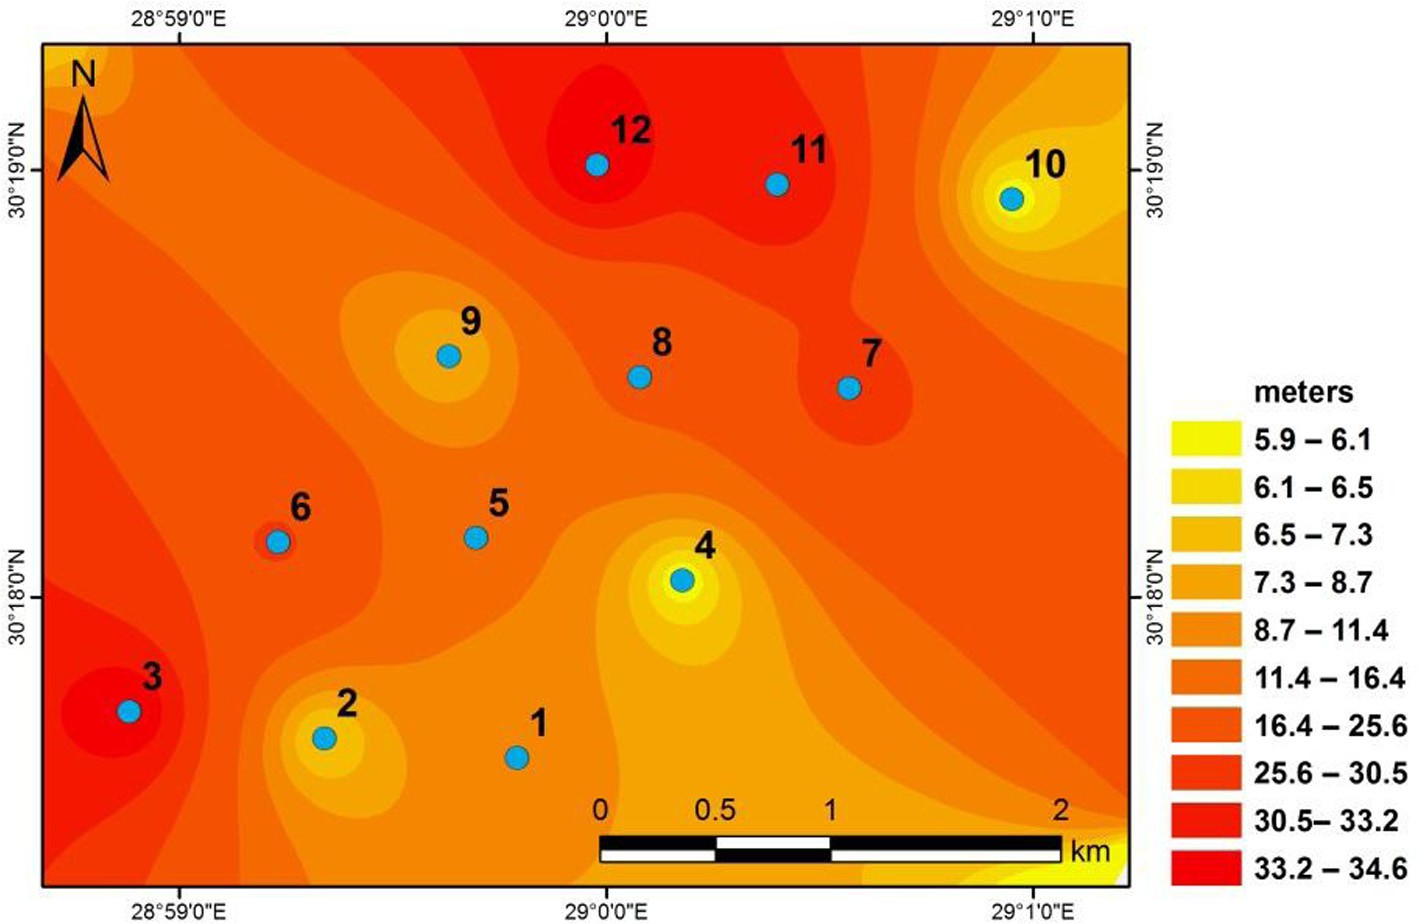 28°59'0"E 29°0'0"E 29°1'0"E
N
12
11
10
30°19'0"N 30°19'0"N
9
8
7
6
5
4
30°18'0"N 30°18'0"N
3
2
1
0 0.5 1 2
km
28°59'0"E 29°0'0"E 29°1'0"E
meters
5.9 – 6.1
6.1 – 6.5
6.5 – 7.3
7.3 – 8.7
8.7 – 11.4
11.4 – 16.4
16.4 – 25.6
25.6 – 30.5
30.5– 33.2
33.2 – 34.6